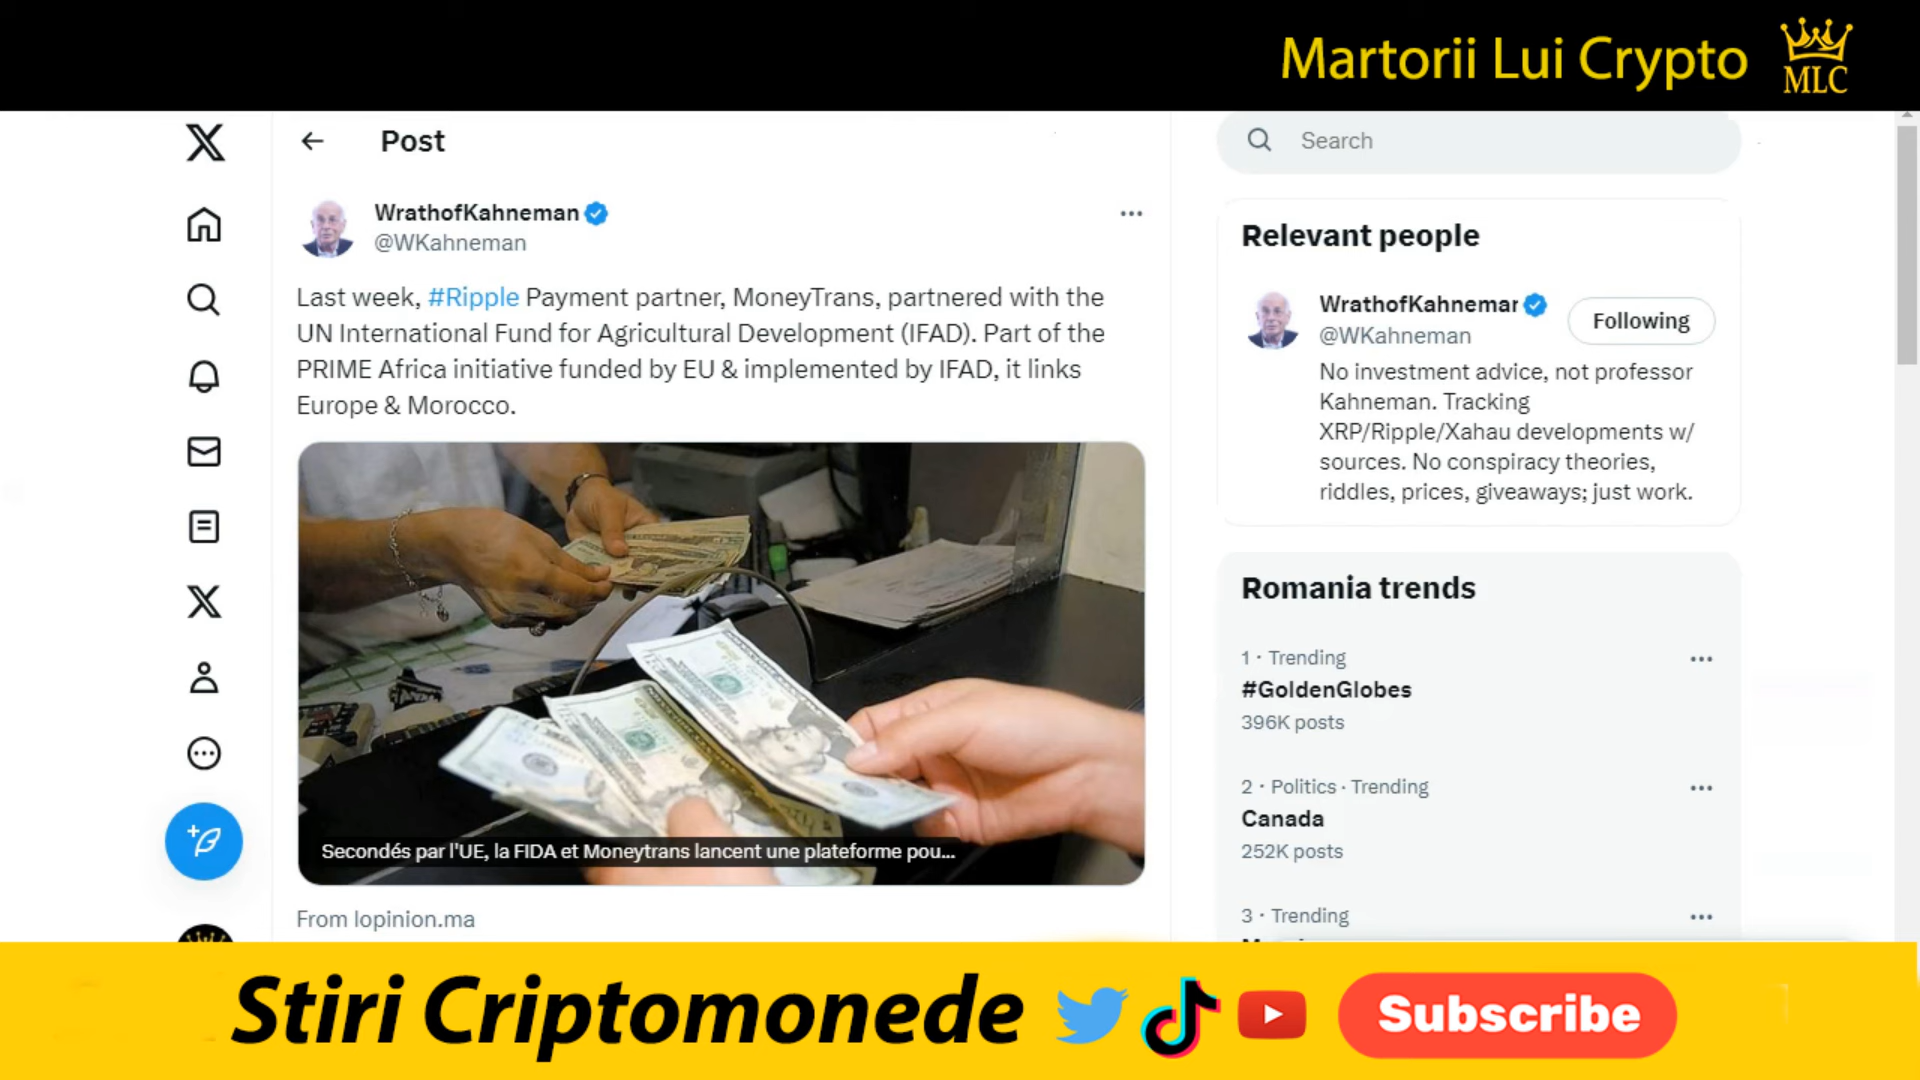 Martorii Lui Crypto
MLC
Post
Search
WrathofKahneman
@WKahneman
Last week, #Ripple Payment partner, MoneyTrans, partnered with the
UN International Fund for Agricultural Development (IFAD). Part of the
PRIME Africa initiative funded by EU & implemented by IFAD, it links
Europe & Morocco.
Secondés par l'UE, la FIDA et Moneytrans lancent une plateforme pou...
From lopinion.ma
Relevant people
WrathofKahneman
@WKahneman
Following
No investment advice, not professor
Kahneman. Tracking
XRP/Ripple/Xahau developments w/
sources. No conspiracy theories,
riddles, prices, giveaways; just work.
Romania trends
1 · Trending
#GoldenGlobes
396K posts
2 · Politics · Trending
Canada
252K posts
3 · Trending
Stiri Criptomonede
Subscribe